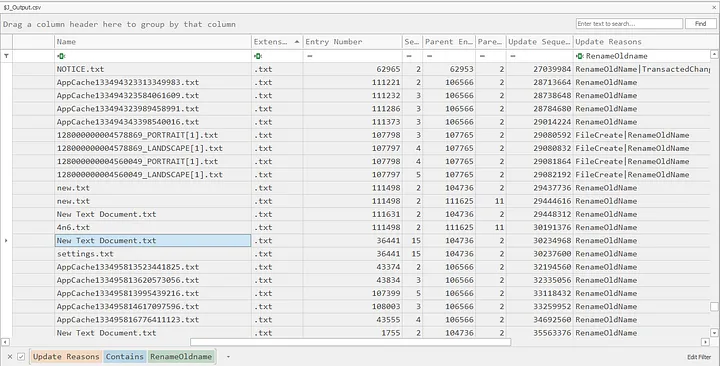 $J_Output.csv
Drag a column header here to group by that column
Enter text to search... Find
Name Extens... Entry Number Se... Parent En... Pare... Update Seque... Update Reasons
= RenameOldname
NOTICE.txt .txt 62965 2 62953 2 27039984 RenameOldName|TransactedChang
AppCache133494323313349983.txt .txt 111221 2 106566 2 28713664 RenameOldName
AppCache133494323584061609.txt .txt 111232 3 106566 2 28738648 RenameOldName
AppCache133494323989458991.txt .txt 111286 3 106566 2 28784680 RenameOldName
AppCache133494343398540016.txt .txt 111373 3 106566 2 29014224 RenameOldName
128000000004578869_PORTRAIT[1].txt .txt 107798 3 107765 2 29080592 FileCreate|RenameOldName
128000000004578869_LANDSCAPE[1].txt .txt 107797 4 107765 2 29080832 FileCreate|RenameOldName
128000000004560049_PORTRAIT[1].txt .txt 107798 4 107765 2 29081864 FileCreate|RenameOldName
128000000004560049_LANDSCAPE[1].txt .txt 107797 5 107765 2 29082192 FileCreate|RenameOldName
new.txt .txt 111498 2 104736 2 29437736 RenameOldName
new.txt .txt 111498 2 111625 11 29444616 RenameOldName
New Text Document.txt .txt 111631 2 104736 2 29448312 RenameOldName
4n6.txt .txt 111498 2 111625 11 30191376 RenameOldName
New Text Document.txt .txt 36441 15 104736 2 30234968 RenameOldName
settings.txt .txt 36441 15 104736 2 30237600 RenameOldName
AppCache133495813523441825.txt .txt 43374 2 106566 2 32194560 RenameOldName
AppCache133495813620573056.txt .txt 43834 3 106566 2 32335056 RenameOldName
AppCache133495813995439216.txt .txt 107399 5 106566 2 33118432 RenameOldName
AppCache133495814617097596.txt .txt 108003 3 106566 2 33259952 RenameOldName
AppCache133495816776411123.txt .txt 43555 4 106566 2 34692560 RenameOldName
New Text Document.txt .txt 1755 2 104736 2 35563376 RenameOldName
Update Reasons Contains RenameOldname Edit Filter